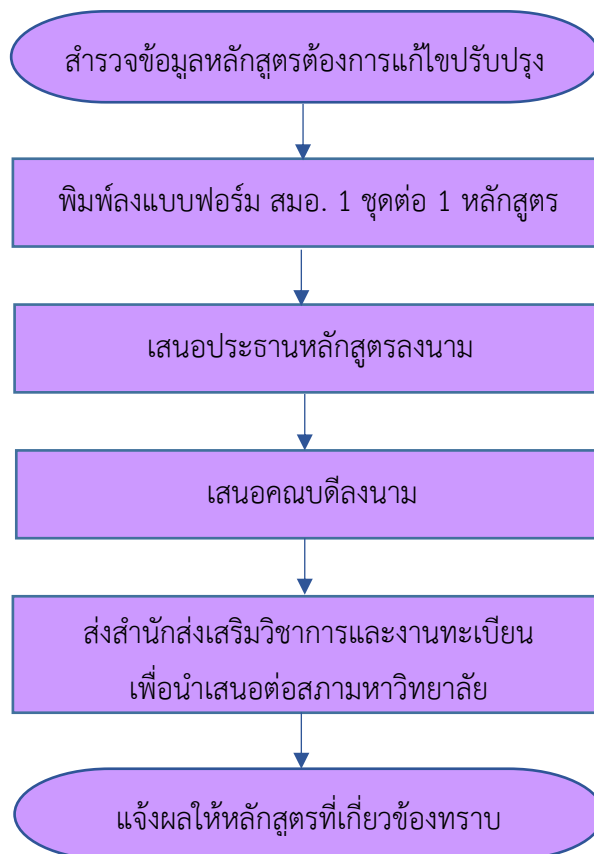 สำรวจข้อมูลหลักสูตรต้องการแก้ไขปรับปรุง
พิมพ์ลงแบบฟอร์ม สมอ. 1 ชุดต่อ 1 หลักสูตร
เสนอประธานหลักสูตรลงนาม
เสนอคณบดีลงนาม
ส่งสำนักส่งเสริมวิชาการและงานทะเบียน
เพื่อนำเสนอต่อสภามหาวิทยาลัย
แจ้งผลให้หลักสูตรที่เกี่ยวข้องทราบ